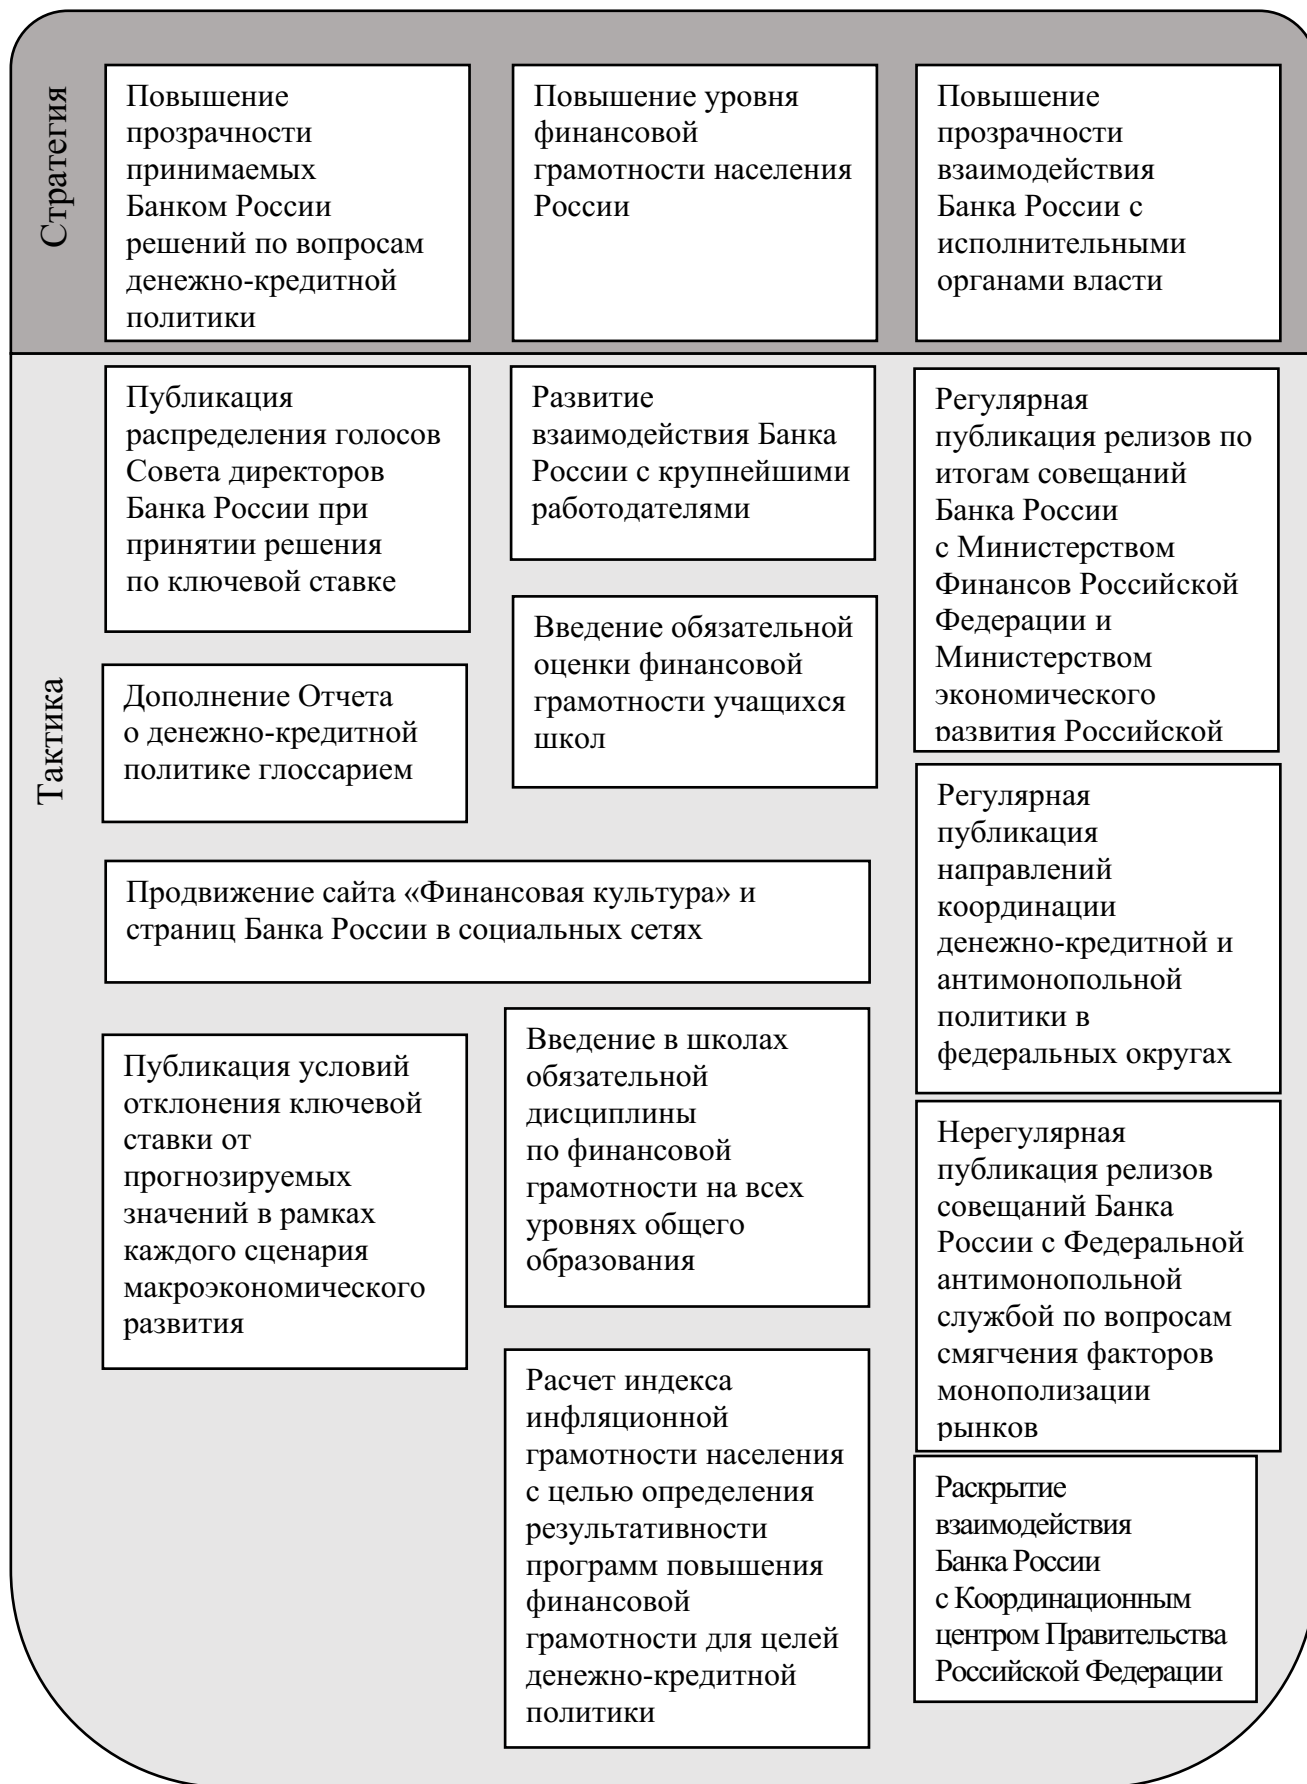 Стратегия
Повышение
прозрачности
принимаемых
Банком России
решений по вопросам
денежно-кредитной
политики
Повышение уровня
финансовой
грамотности населения
России
Повышение
прозрачности
взаимодействия
Банка России с
исполнительными
органами власти
Тактика
Публикация
распределения голосов
Совета директоров
Банка России при
принятии решения
по ключевой ставке
Дополнение Отчета
о денежно-кредитной
политике глоссарием
Продвижение сайта «Финансовая культура» и
страниц Банка России в социальных сетях
Публикация условий
отклонения ключевой
ставки от
прогнозируемых
значений в рамках
каждого сценария
макроэкономического
развития
Развитие
взаимодействия Банка
России с крупнейшими
работодателями
Введение обязательной
оценки финансовой
грамотности учащихся
школ
Введение в школах
обязательной
дисциплины
по финансовой
грамотности на всех
уровнях общего
образования
Расчет индекса
инфляционной
грамотности населения
с целью определения
результативности
программ повышения
финансовой
грамотности для целей
денежно-кредитной
политики
Регулярная
публикация релизов по
итогам совещаний
Банка России
с Министерством
Финансов Российской
Федерации и
Министерством
экономического
развития Российской
Регулярная
публикация
направлений
координации
денежно-кредитной и
антимонопольной
политики в
федеральных округах
Нерегулярная
публикация релизов
совещаний Банка
России с Федеральной
антимонопольной
службой по вопросам
смягчения факторов
монополизации
рынков
Раскрытие
взаимодействия
Банка России
с Координационным
центром Правительства
Российской Федерации